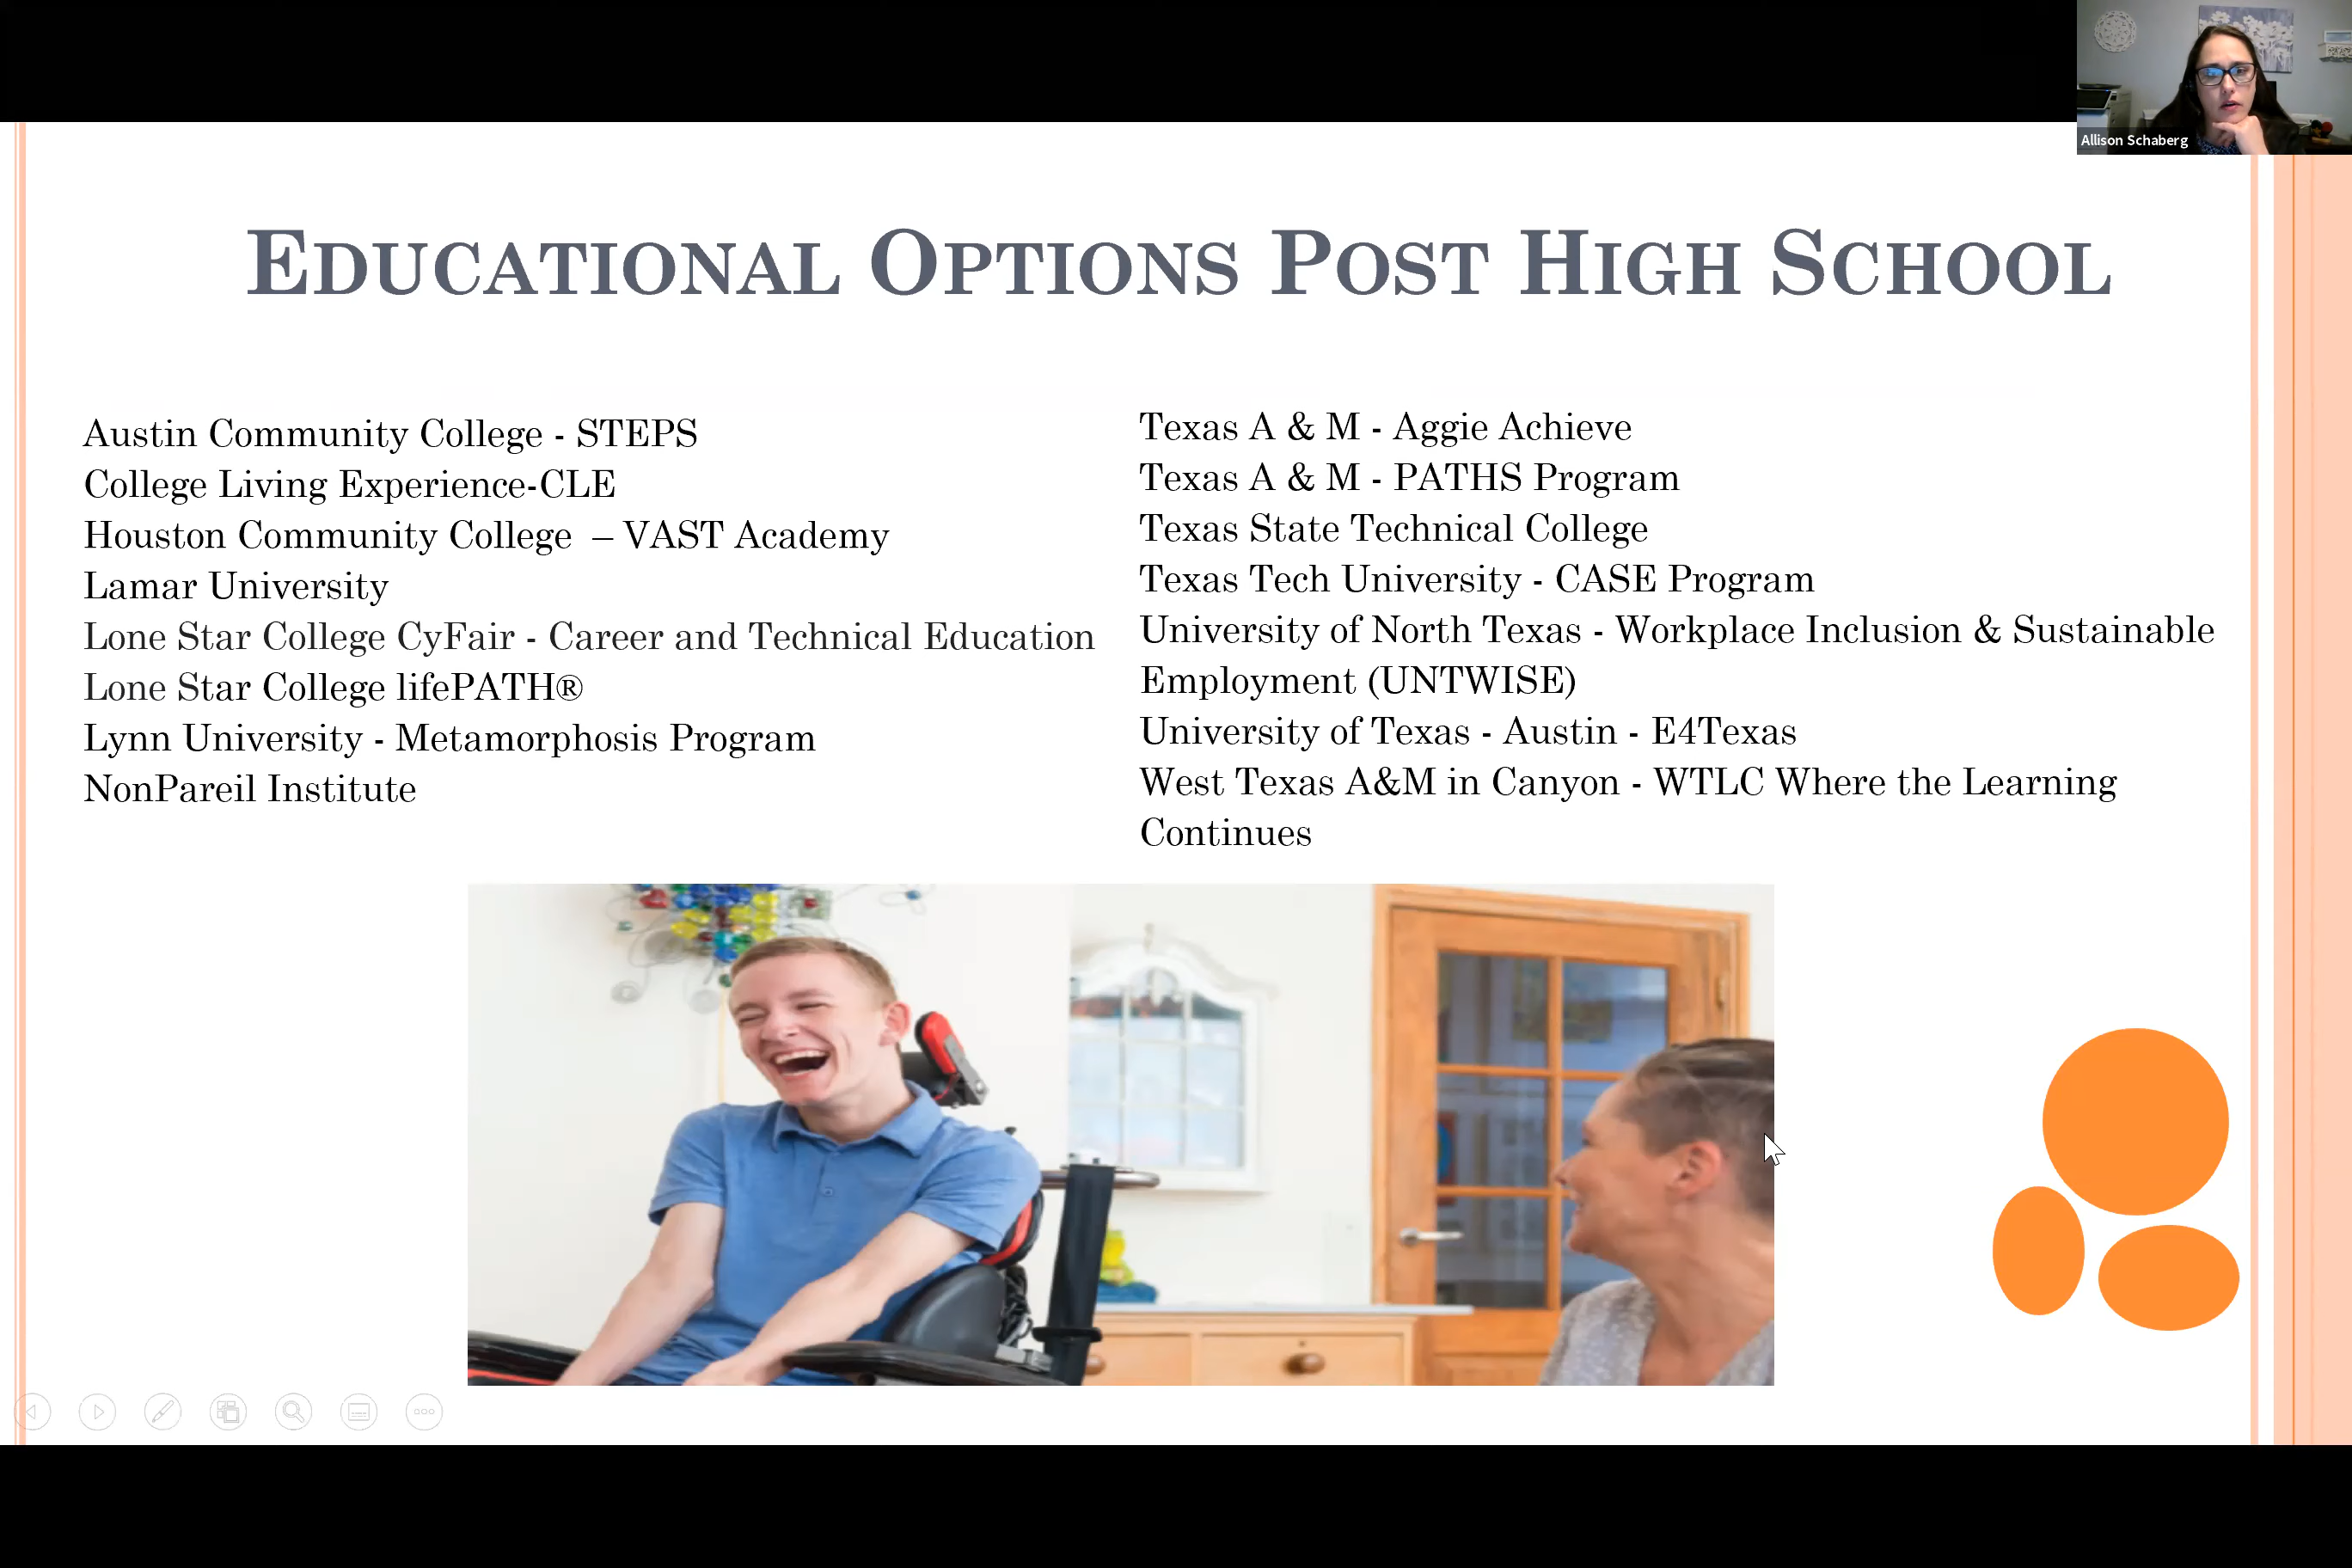 Allison Schaberg
Educational Options Post High School
Austin Community College - STEPS
College Living Experience-CLE
Houston Community College – VAST Academy
Lamar University
Lone Star College CyFair - Career and Technical Education
Lone Star College lifePATH®
Lynn University - Metamorphosis Program
NonPareil Institute
Texas A & M - Aggie Achieve
Texas A & M - PATHS Program
Texas State Technical College
Texas Tech University - CASE Program
University of North Texas - Workplace Inclusion & Sustainable
Employment (UNTWISE)
University of Texas - Austin - E4Texas
West Texas A&M in Canyon - WTLC Where the Learning
Continues